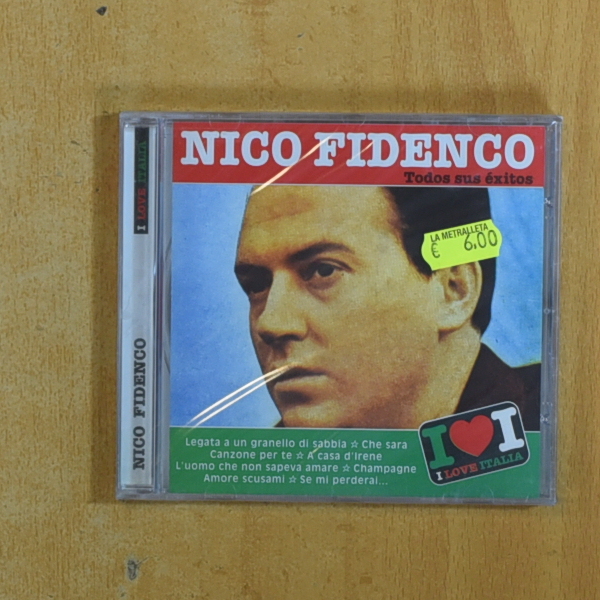 NICO FIDENCO
Todos sus éxitos
LA METRALLETA
€ 6,00
I LOVE ITALIA
NICO FIDENCO
Legata a un granello di sabbia ☆ Che sara
Canzone per te ☆ A casa d'irene
L'uomo che non sapeva amare ☆ Champagne
Amore scusami ☆ Se mi perderai...
I ♥ I
I LOVE ITALIA